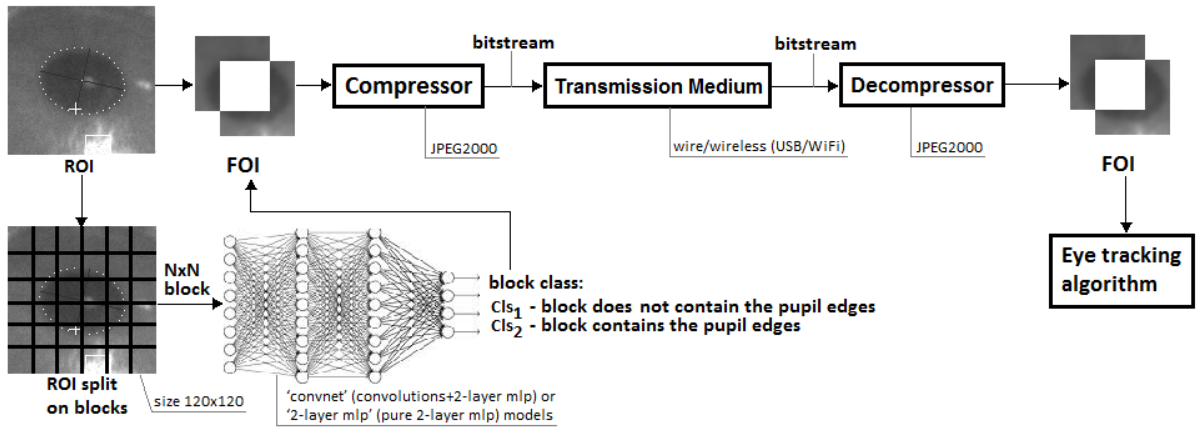 bitstream
bitstream
Compressor
Transmission Medium
Decompressor
JPEG2000
wire/wireless (USB/WiFi)
JPEG2000
ROI
FOI
FOI
NxN
block
block class:
Cls1 - block does not contain the pupil edges
Cls2 - block contains the pupil edges
Eye tracking
algorithm
ROI split
on blocks
size 120x120
'convnet' (convolutions+2-layer mlp) or
'2-layer mlp' (pure 2-layer mlp) models